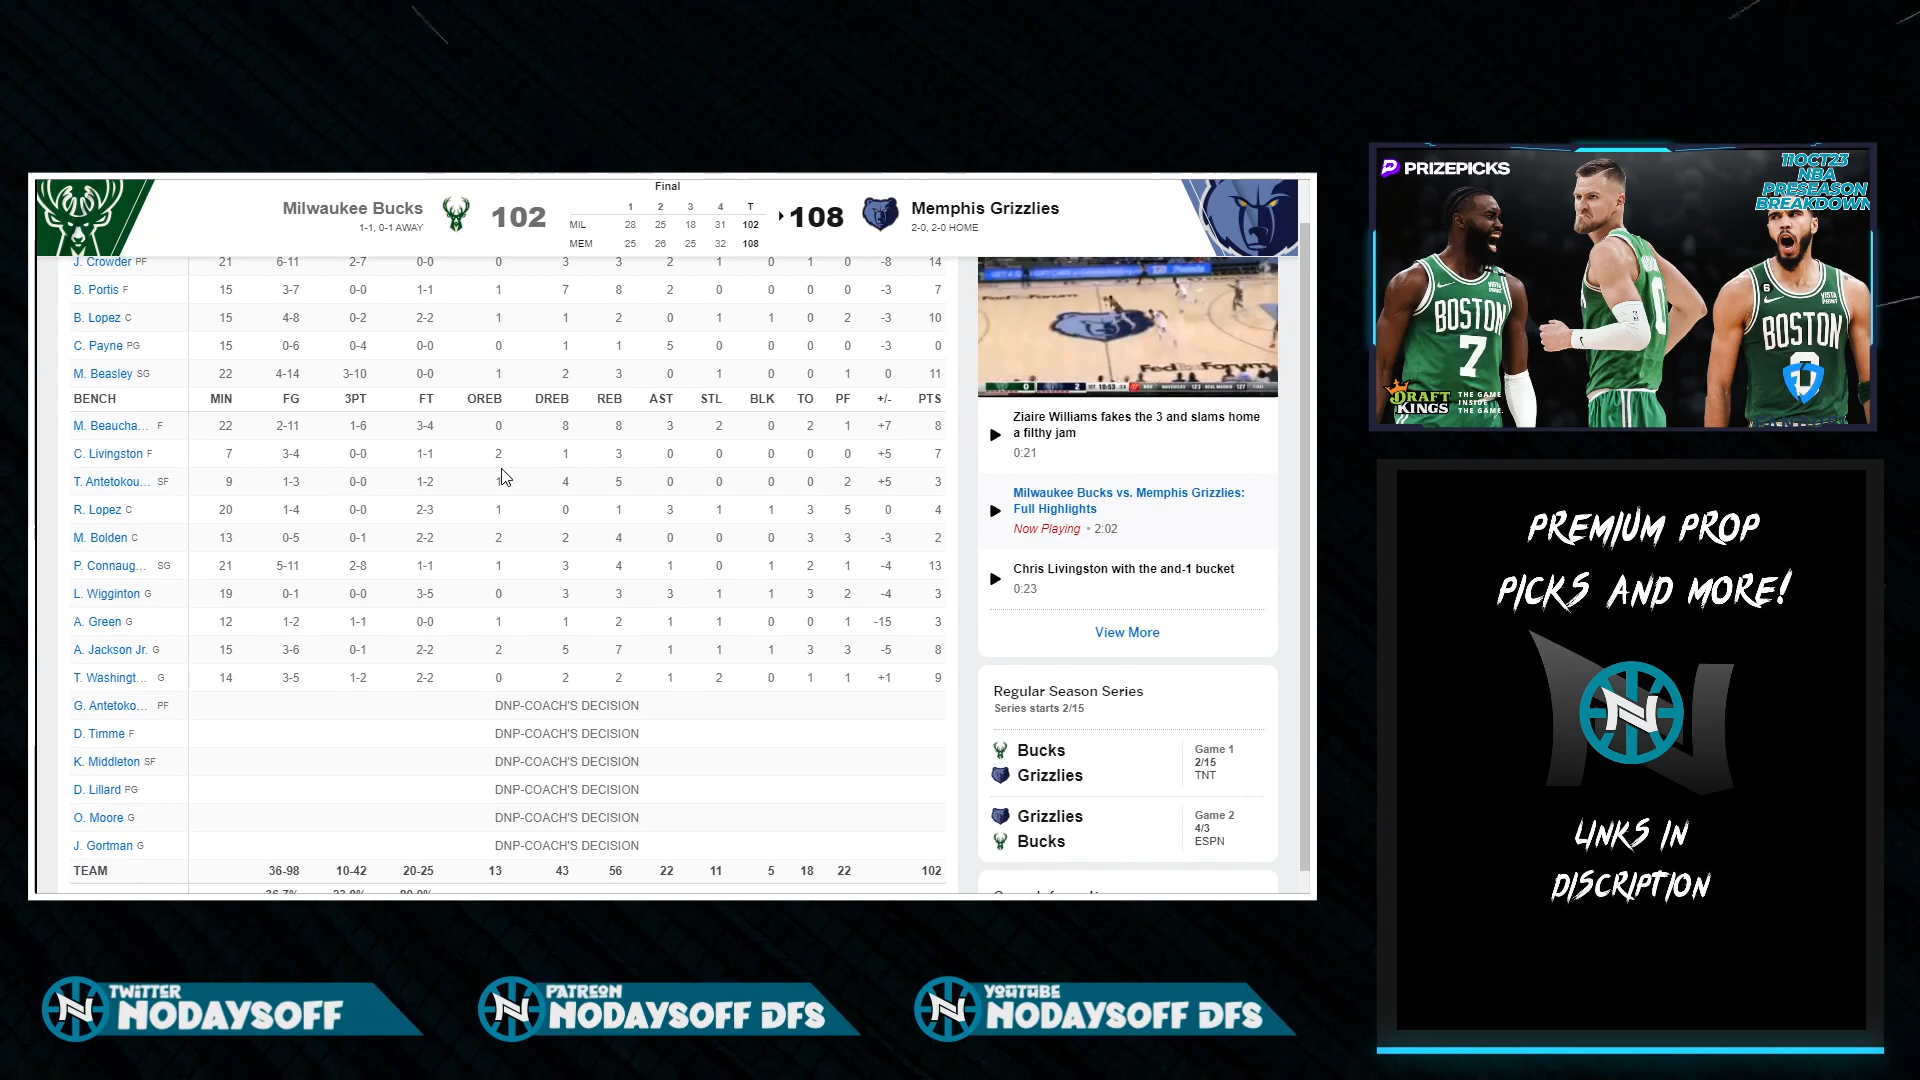 Final
Milwaukee Bucks
1-1, 0-1 AWAY
102
1 2 3 4 T
MIL 28 25 18 31 102
MEM 25 26 25 32 108
108
Memphis Grizzlies
2-0, 2-0 HOME
J. Crowder PF 21 6-11 2-7 0-0 0 3 3 2 1 0 1 0 -8 14
B. Portis F 15 3-7 0-0 1-1 1 7 8 2 0 0 0 0 -3 7
B. Lopez C 15 4-8 0-2 2-2 1 1 2 0 1 1 0 2 -3 10
C. Payne PG 15 0-6 0-4 0-0 0 1 1 5 0 0 0 0 -3 0
M. Beasley SG 22 4-14 3-10 0-0 1 2 3 0 1 0 0 1 0 11
BENCH MIN FG 3PT FT OREB DREB REB AST STL BLK TO PF +/- PTS
M. Beaucha... F 22 2-11 1-6 3-4 0 8 8 3 2 0 2 1 +7 8
C. Livingston F 7 3-4 0-0 1-1 2 1 3 0 0 0 0 0 +5 7
T. Antetokou... SF 9 1-3 0-0 1-2 1 4 5 0 0 0 0 2 +5 3
R. Lopez C 20 1-4 0-0 2-3 1 0 1 3 1 1 3 5 0 4
M. Bolden C 13 0-5 0-1 2-2 2 2 4 0 0 0 3 3 -3 2
P. Connaug... SG 21 5-11 2-8 1-1 1 3 4 1 0 1 2 1 -4 13
L. Wigginton G 19 0-1 0-0 3-5 0 3 3 3 1 1 3 2 -4 3
A. Green G 12 1-2 1-1 0-0 1 1 2 1 1 0 0 1 -15 3
A. Jackson Jr. G 15 3-6 0-1 2-2 2 5 7 1 1 1 3 3 -5 8
T. Washingt... G 14 3-5 1-2 2-2 0 2 2 1 2 0 1 1 +1 9
G. Antetoko... PF DNP-COACH'S DECISION
D. Timme F DNP-COACH'S DECISION
K. Middleton SF DNP-COACH'S DECISION
D. Lillard PG DNP-COACH'S DECISION
O. Moore G DNP-COACH'S DECISION
J. Gortman G DNP-COACH'S DECISION
TEAM 36-98 10-42 20-25 13 43 56 22 11 5 18 22 102
Ziaire Williams fakes the 3 and slams home
a filthy jam
0:21
Milwaukee Bucks vs. Memphis Grizzlies:
Full Highlights
Now Playing • 2:02
Chris Livingston with the and-1 bucket
0:23
View More
Regular Season Series
Series starts 2/15
Bucks
Grizzlies
Game 1
2/15
TNT
Grizzlies
Bucks
Game 2
4/3
ESPN
PRIZEPICKS
11OCT23
NBA
PRESEASON
BREAKDOWN
BOSTON
7
0
6
BOSTON
0
DRAFT
KINGS
THE GAME
INSIDE
THE GAME.
PREMIUM PROP
PICKS AND MORE!
LINKS IN
DISCRIPTION
TWITTER
NODAYSOFF
PATREON
NODAYSOFF DFS
YOUTUBE
NODAYSOFF DFS